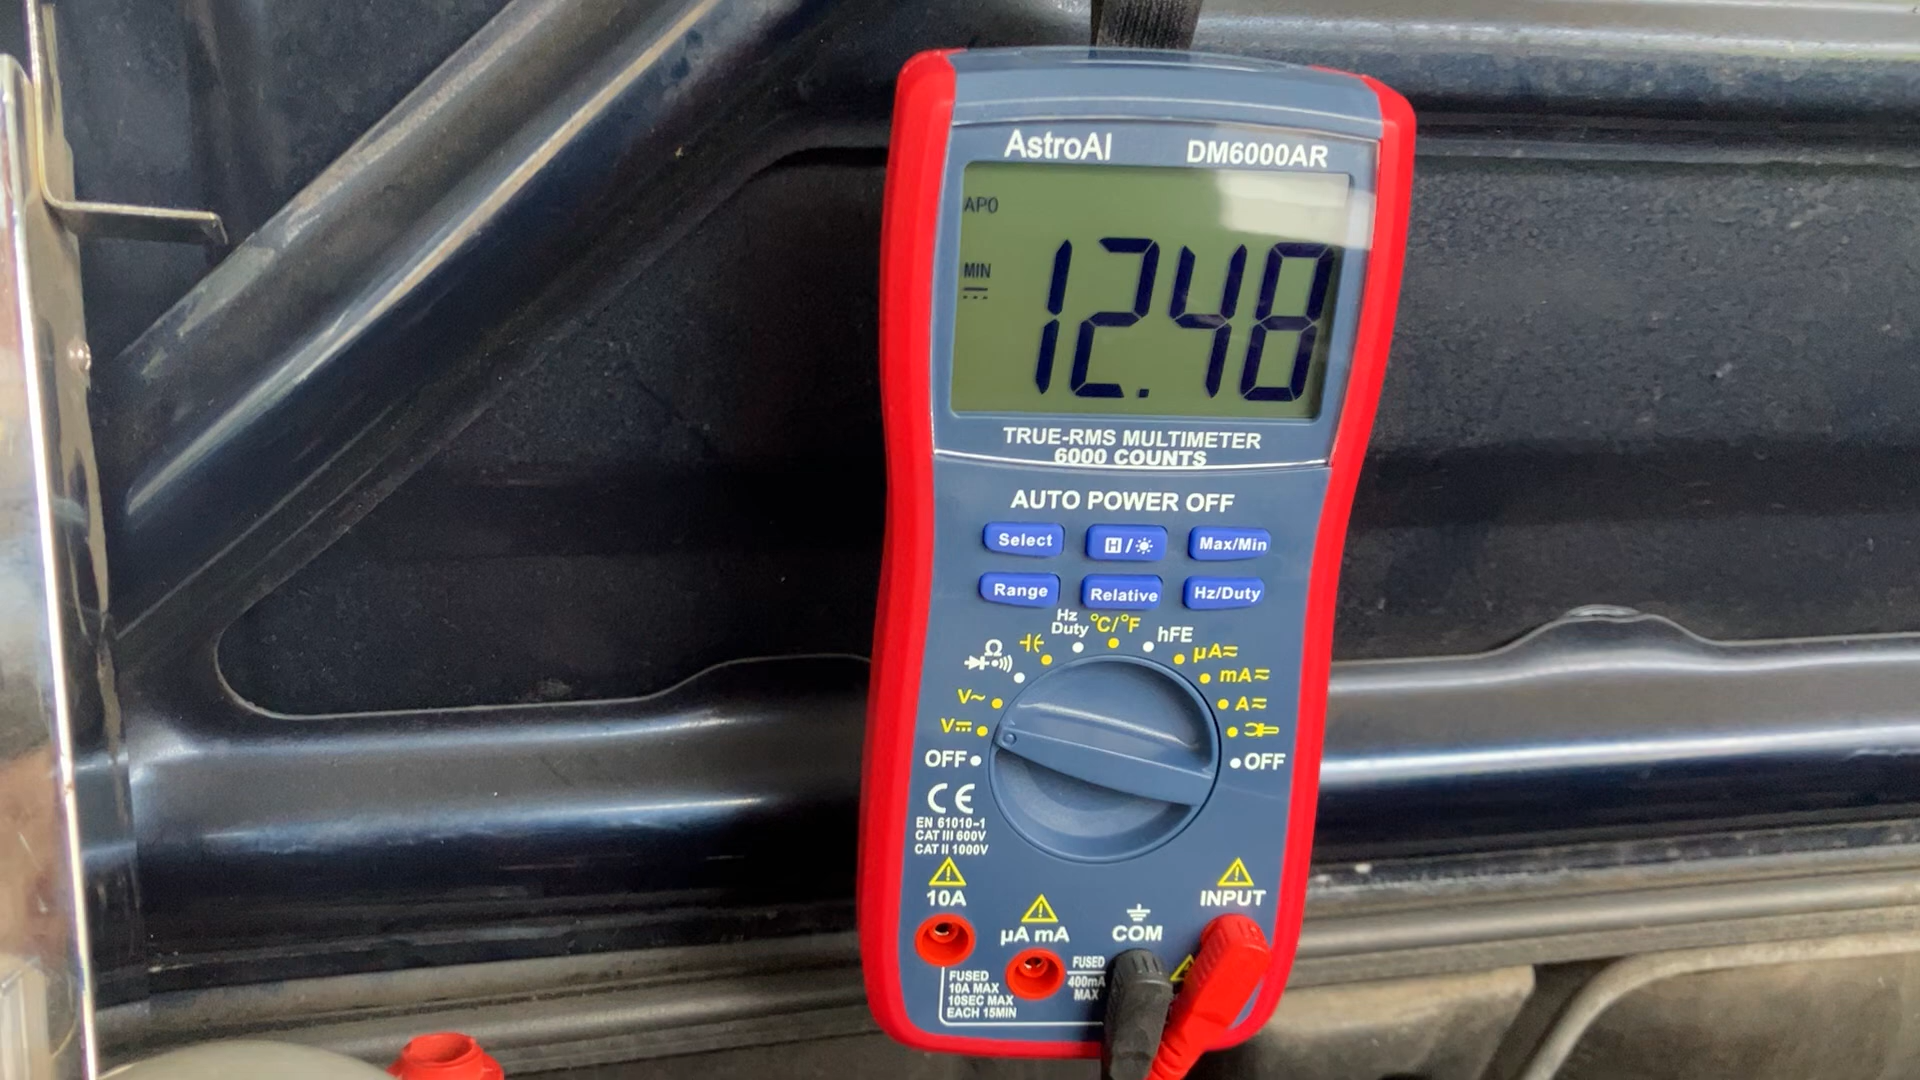 AstroAI DM6000AR
APO
MIN
12.48
TRUE-RMS MULTIMETER
6000 COUNTS
AUTO POWER OFF
Select H/☀ Max/Min
Range Relative Hz/Duty
Hz
Duty
°C/°F
hFE
Ω
µA≂
mA≂
V~
A≂
V⎓
OFF
OFF
CE
EN 61010-1
CAT III 600V
CAT II 1000V
10A
µA mA
COM
INPUT
FUSED
10A MAX
10SEC MAX
EACH 15MIN
FUSED
400mA
MAX